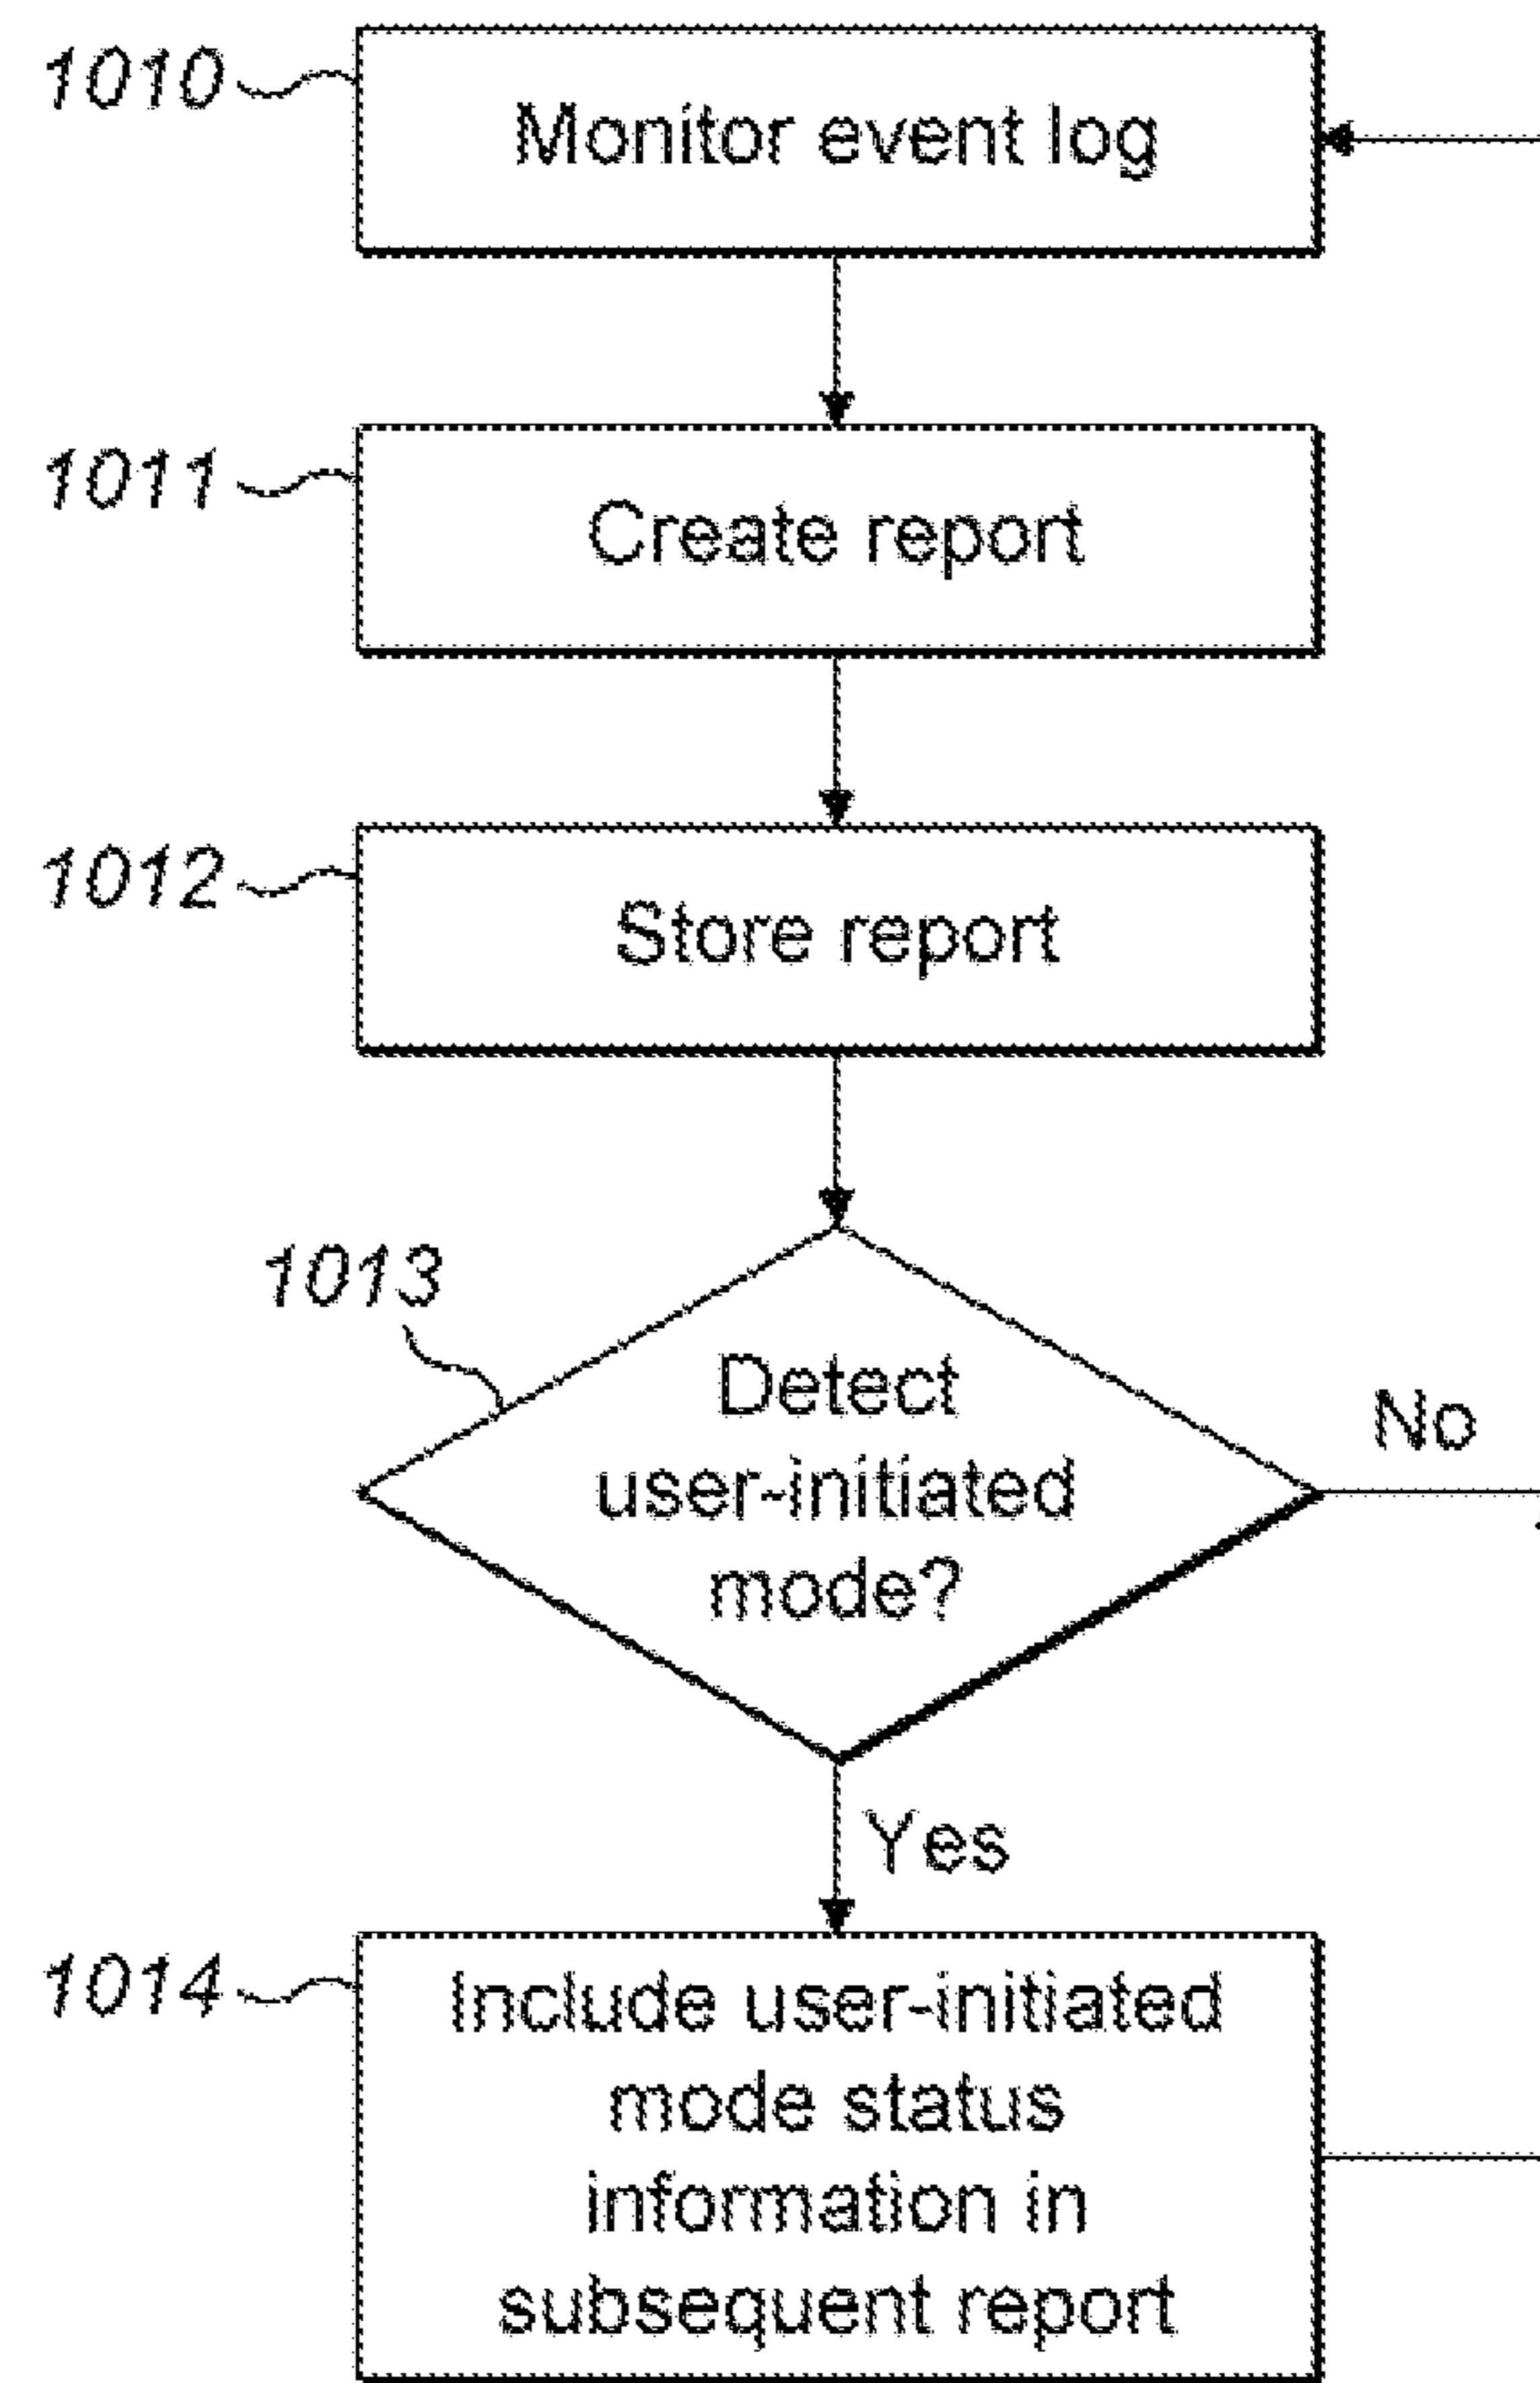 1010
Monitor event log
1011
Create report
1012
Store report
1013
Detect
user-initiated
mode?
No
Yes
1014
Include user-initiated
mode status
information in
subsequent report